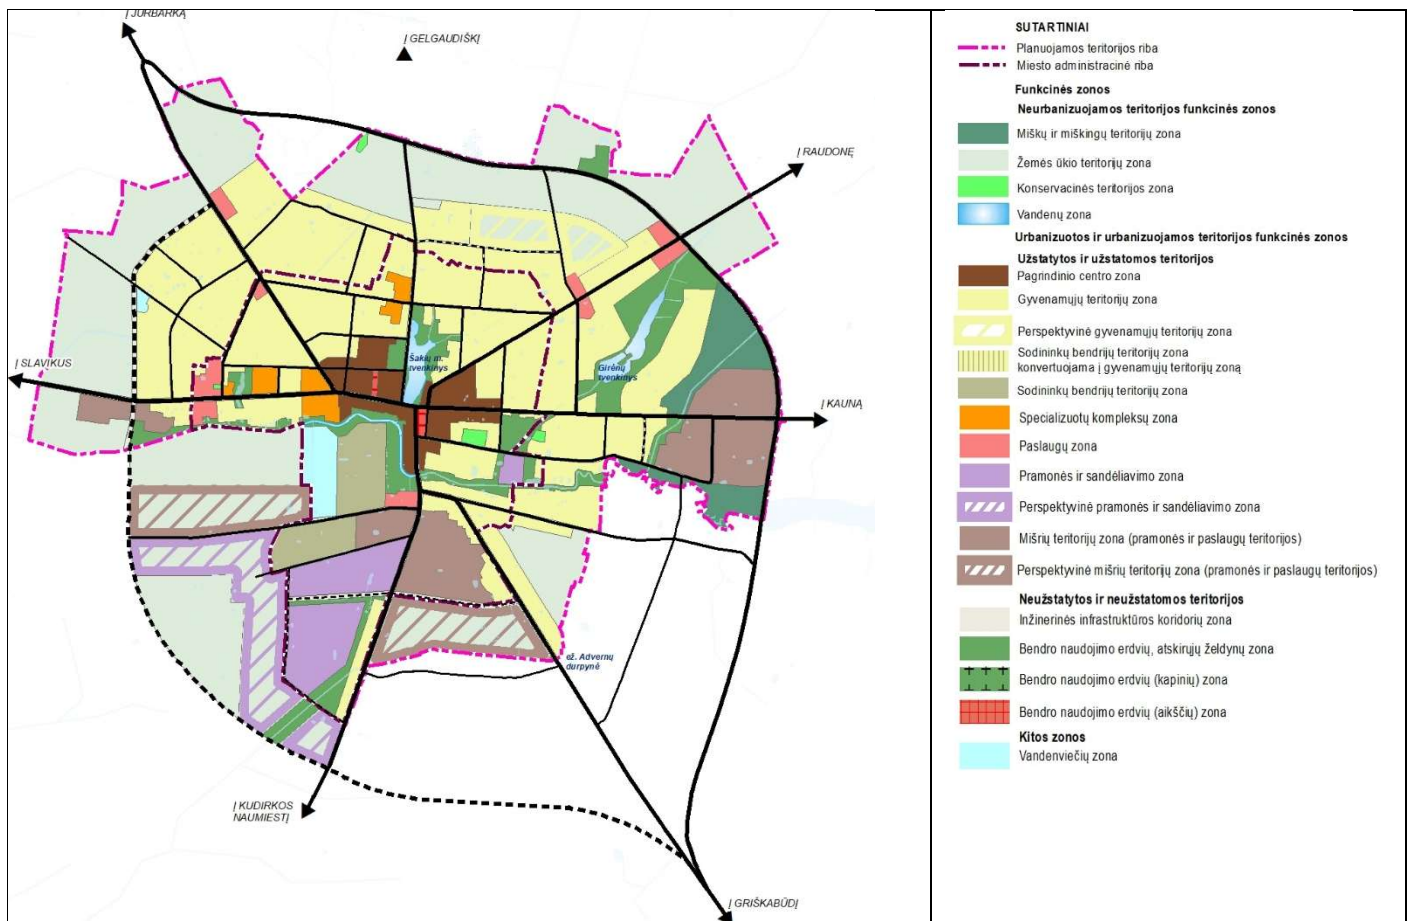 Į JURBARKĄ
Į GELGAUDIŠKĮ
Į RAUDONĘ
Į SLAVIKUS
Šakių m.
tvenkinys
Girėnų
tvenkinys
Į KAUNĄ
ež. Advernų
durpynė
Į KUDIRKOS
NAUMIESTĮ
Į GRIŠKABŪDĮ
SUTARTINIAI
Planuojamos teritorijos riba
Miesto administracinė riba
Funkcinės zonos
Neurbanizuojamos teritorijos funkcinės zonos
Miškų ir miškingų teritorijų zona
Žemės ūkio teritorijų zona
Konservacinės teritorijos zona
Vandenų zona
Urbanizuotos ir urbanizuojamos teritorijos funkcinės zonos
Užstatytos ir užstatomos teritorijos
Pagrindinio centro zona
Gyvenamųjų teritorijų zona
Perspektyvinė gyvenamųjų teritorijų zona
Sodininkų bendrijų teritorijų zona
konvertuojama į gyvenamųjų teritorijų zoną
Sodininkų bendrijų teritorijų zona
Specializuotų kompleksų zona
Paslaugų zona
Pramonės ir sandėliavimo zona
Perspektyvinė pramonės ir sandėliavimo zona
Mišrių teritorijų zona (pramonės ir paslaugų teritorijos)
Perspektyvinė mišrių teritorijų zona (pramonės ir paslaugų teritorijos)
Neužstatytos ir neužstatomos teritorijos
Inžinerinės infrastruktūros koridorių zona
Bendro naudojimo erdvių, atskirųjų želdynų zona
Bendro naudojimo erdvių (kapinių) zona
Bendro naudojimo erdvių (aikščių) zona
Kitos zonos
Vandenviečių zona